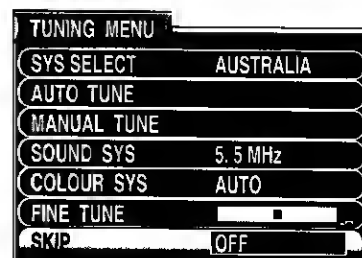 TUNING MENU
SYS SELECT AUSTRALIA
AUTO TUNE
MANUAL TUNE
SOUND SYS 5.5 MHz
COLOUR SYS AUTO
FINE TUNE
SKIP OFF